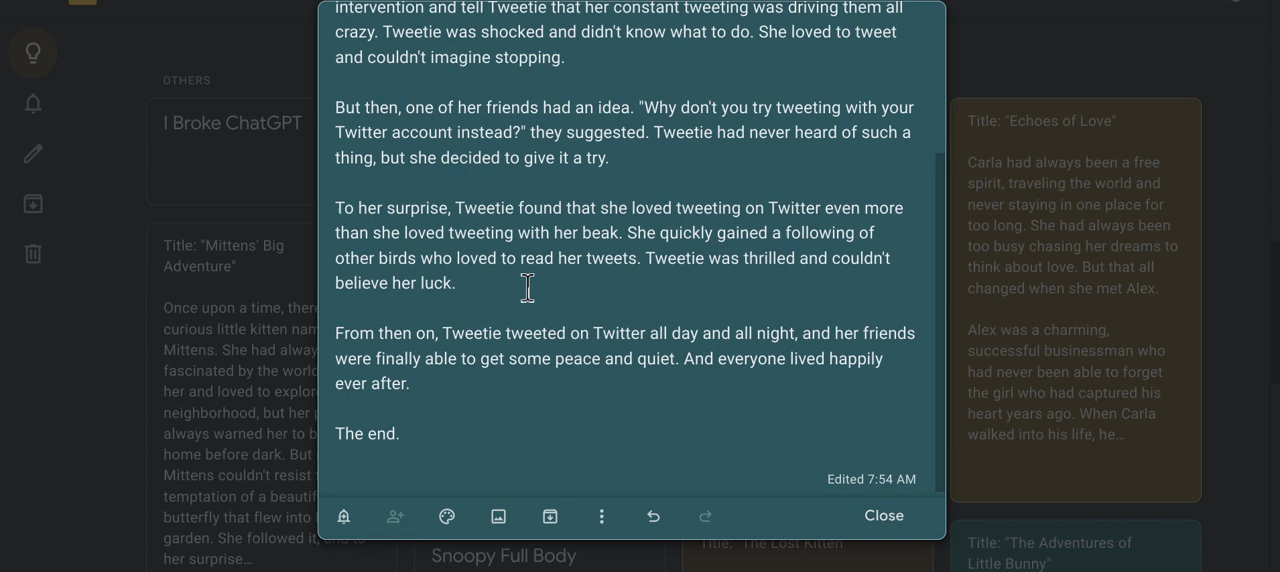 OTHERS
I Broke ChatGPT
Title: "Mittens' Big
Adventure"
Once upon a time, there
curious little kitten nam
Mittens. She had alway
fascinated by the world
her and loved to explor
neighborhood, but her p
always warned her to b
home before dark. But
Mittens couldn't resist t
temptation of a beautif
butterfly that flew into
garden. She followed it, and to
her surprise...
intervention and tell Tweetie that her constant tweeting was driving them all
crazy. Tweetie was shocked and didn't know what to do. She loved to tweet
and couldn't imagine stopping.
But then, one of her friends had an idea. "Why don't you try tweeting with your
Twitter account instead?" they suggested. Tweetie had never heard of such a
thing, but she decided to give it a try.
To her surprise, Tweetie found that she loved tweeting on Twitter even more
than she loved tweeting with her beak. She quickly gained a following of
other birds who loved to read her tweets. Tweetie was thrilled and couldn't
believe her luck.
From then on, Tweetie tweeted on Twitter all day and all night, and her friends
were finally able to get some peace and quiet. And everyone lived happily
ever after.
The end.
Edited 7:54 AM
Close
Snoopy Full Body
Title: "The Lost Kitten"
Title: "Echoes of Love"
Carla had always been a free
spirit, traveling the world and
never staying in one place for
too long. She had always been
too busy chasing her dreams to
think about love. But that all
changed when she met Alex.
Alex was a charming,
successful businessman who
had never been able to forget
the girl who had captured his
heart years ago. When Carla
walked into his life, he...
Title: "The Adventures of
Little Bunny"